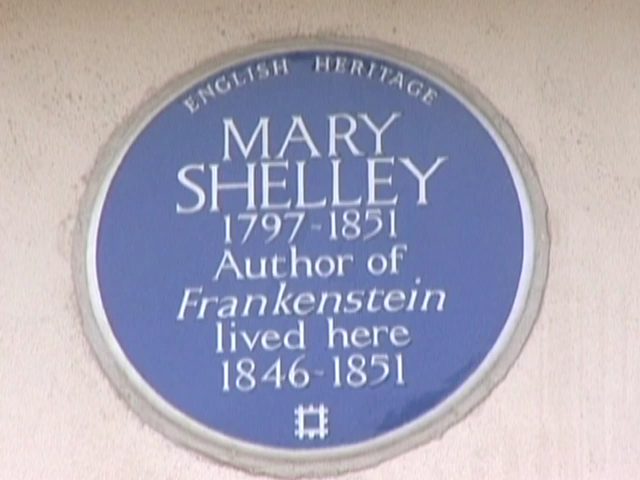 ENGLISH HERITAGE
MARY
SHELLEY
1797-1851
Author of
Frankenstein
lived here
1846-1851